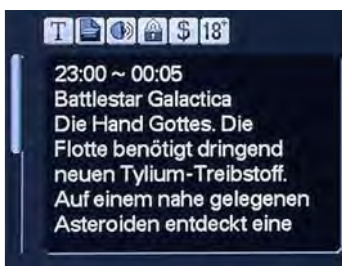 T $ 18+
23:00 ~ 00:05
Battlestar Galactica
Die Hand Gottes. Die
Flotte benötigt dringend
neuen Tylium-Treibstoff.
Auf einem nahe gelegenen
Asteroiden entdeckt eine